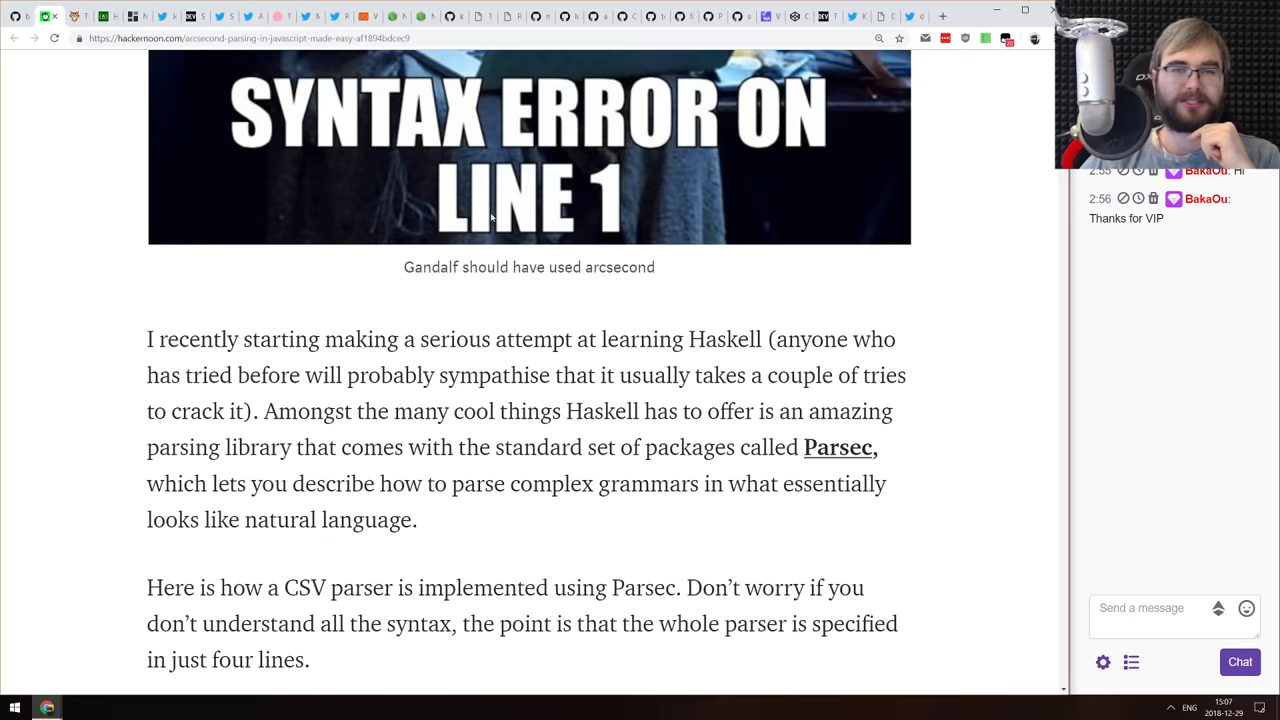 https://hackernoon.com/arcsecond-parsing-in-javascript-made-easy-af1894bdcec9
SYNTAX ERROR ON
LINE 1
Gandalf should have used arcsecond
I recently starting making a serious attempt at learning Haskell (anyone who
has tried before will probably sympathise that it usually takes a couple of tries
to crack it). Amongst the many cool things Haskell has to offer is an amazing
parsing library that comes with the standard set of packages called Parsec,
which lets you describe how to parse complex grammars in what essentially
looks like natural language.
Here is how a CSV parser is implemented using Parsec. Don’t worry if you
don’t understand all the syntax, the point is that the whole parser is specified
in just four lines.
2:55 BakaOu: Hi
2:56 BakaOu:
Thanks for VIP
Send a message
Chat
ENG
15:07
2018-12-29